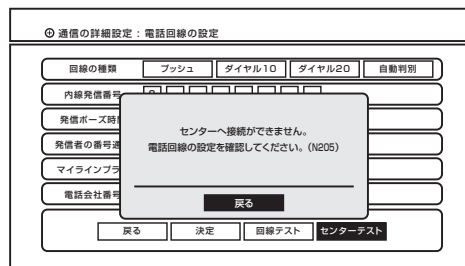 ⊕ 通信の詳細設定：電話回線の設定
回線の種類 プッシュ ダイヤル10 ダイヤル20 自動判別
内線発信番号
発信ポーズ時
発信者の番号通
マイラインプラ
電話会社番号
センターへ接続ができません。
電話回線の設定を確認してください。（N205）
戻る
戻る 決定 回線テスト センターテスト